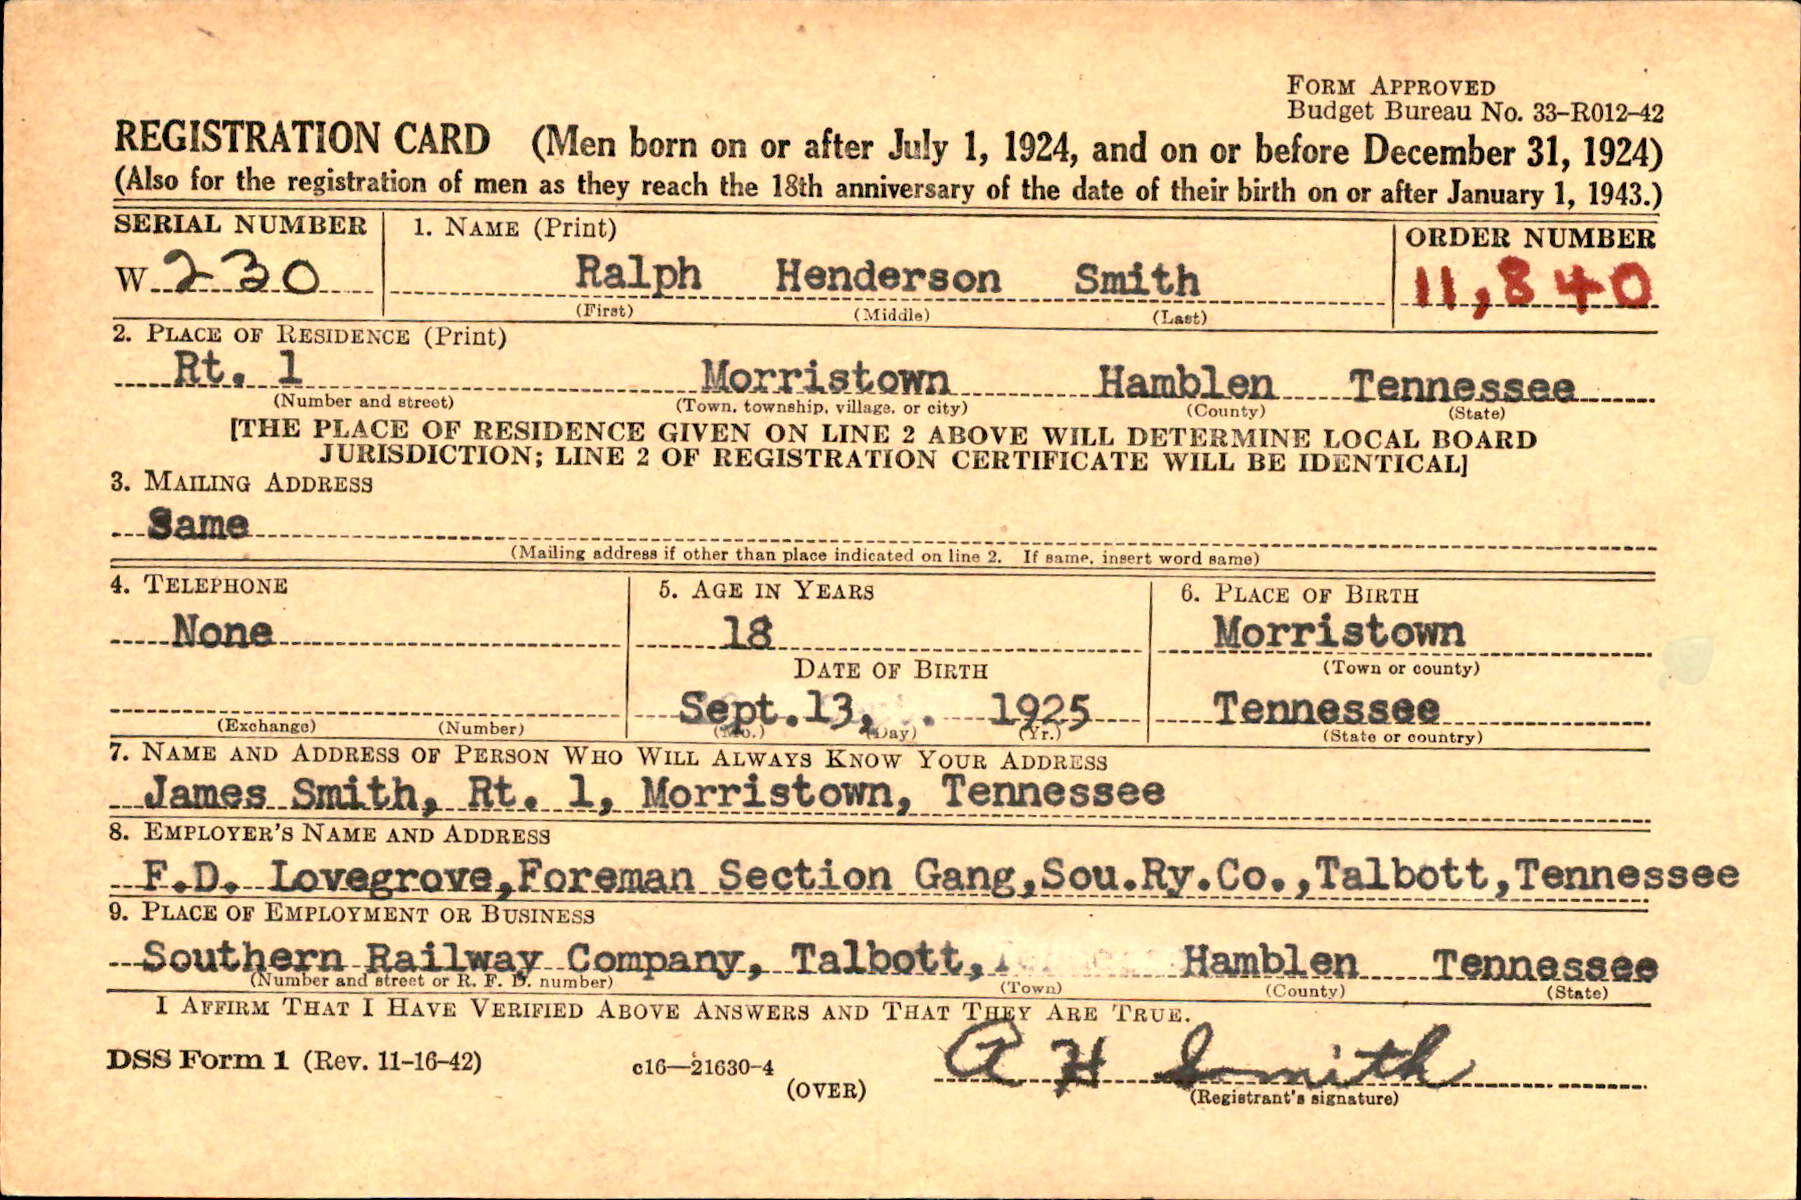 FORM APPROVED
Budget Bureau No. 33–R012–42
REGISTRATION CARD (Men born on or after July 1, 1924, and on or before December 31, 1924)
(Also for the registration of men as they reach the 18th anniversary of the date of their birth on or after January 1, 1943.)
SERIAL NUMBER 1. NAME (Print) ORDER NUMBER
W 230 Ralph Henderson Smith 11,840
(First) (Middle) (Last)
2. PLACE OF RESIDENCE (Print)
Rt. 1 Morristown Hamblen Tennessee
(Number and street) (Town, township, village, or city) (County) (State)
[THE PLACE OF RESIDENCE GIVEN ON LINE 2 ABOVE WILL DETERMINE LOCAL BOARD
JURISDICTION; LINE 2 OF REGISTRATION CERTIFICATE WILL BE IDENTICAL]
3. MAILING ADDRESS
Same
(Mailing address if other than place indicated on line 2. If same, insert word same)
4. TELEPHONE 5. AGE IN YEARS 6. PLACE OF BIRTH
None 18 Morristown
DATE OF BIRTH (Town or county)
Sept.13, . 1925 Tennessee
(Exchange) (Number) (Mo.) (Day) (Yr.) (State or country)
7. NAME AND ADDRESS OF PERSON WHO WILL ALWAYS KNOW YOUR ADDRESS
James Smith, Rt. 1, Morristown, Tennessee
8. EMPLOYER'S NAME AND ADDRESS
F.D. Lovegrove,Foreman Section Gang,Sou.Ry.Co.,Talbott,Tennessee
9. PLACE OF EMPLOYMENT OR BUSINESS
Southern Railway Company, Talbott, Hamblen Tennessee
(Number and street or R. F. D. number) (Town) (County) (State)
I AFFIRM THAT I HAVE VERIFIED ABOVE ANSWERS AND THAT THEY ARE TRUE.
DSS Form 1 (Rev. 11–16–42) c16—21630–4 (OVER) R H Smith
(Registrant's signature)